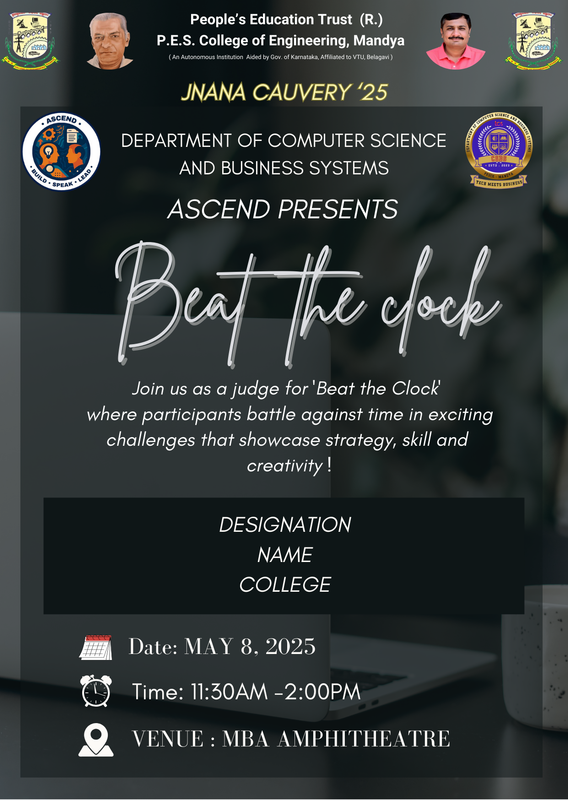 People’s Education Trust (R.)
P.E.S. College of Engineering, Mandya
( An Autonomous Institution Aided by Gov. of Karnataka, Affiliated to VTU, Belagavi )
JNANA CAUVERY ‘25
• ASCEND •
BUILD • SPEAK • LEAD
DEPARTMENT OF COMPUTER SCIENCE
AND BUSINESS SYSTEMS
TECH MEETS BUSINESS
ASCEND PRESENTS
Beat the clock
Join us as a judge for 'Beat the Clock'
where participants battle against time in exciting
challenges that showcase strategy, skill and
creativity !
DESIGNATION
NAME
COLLEGE
Date: MAY 8, 2025
Time: 11:30AM -2:00PM
VENUE : MBA AMPHITHEATRE